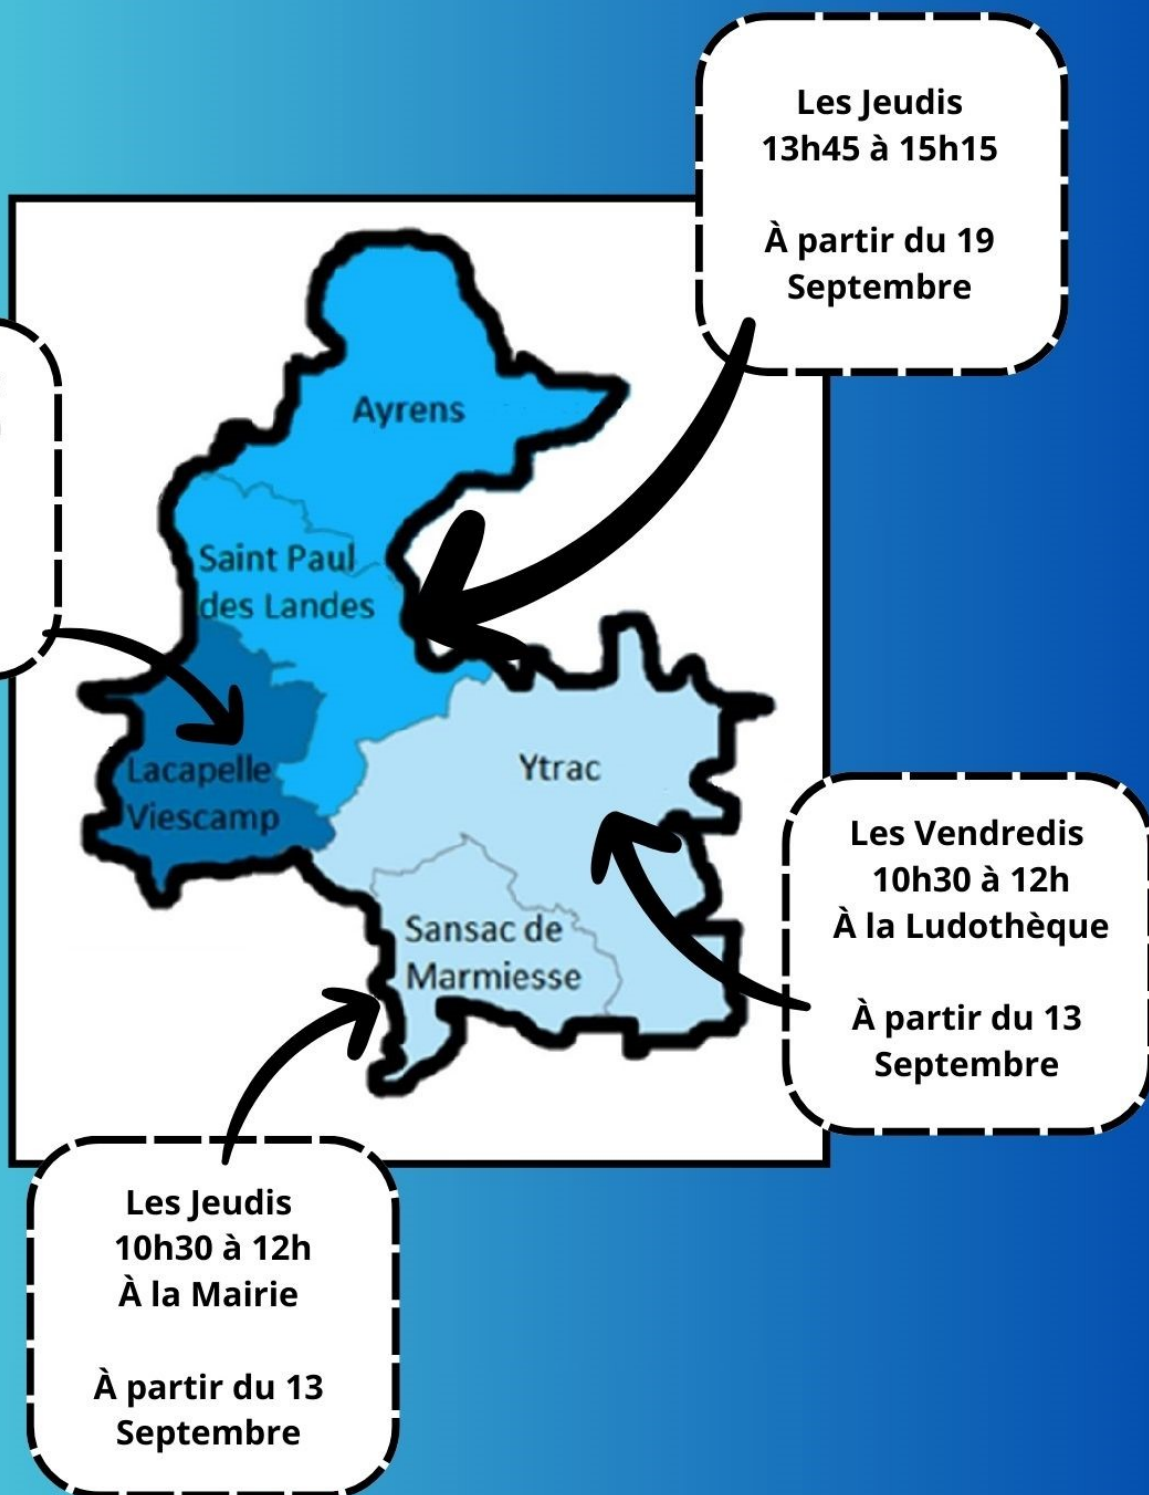 Les Jeudis
13h45 à 15h15
À partir du 19
Septembre
Ayrens
Saint Paul
des Landes
Lacapelle
Viescamp
Ytrac
Sansac de
Marmiesse
Les Vendredis
10h30 à 12h
À la Ludothèque
À partir du 13
Septembre
Les Jeudis
10h30 à 12h
À la Mairie
À partir du 13
Septembre